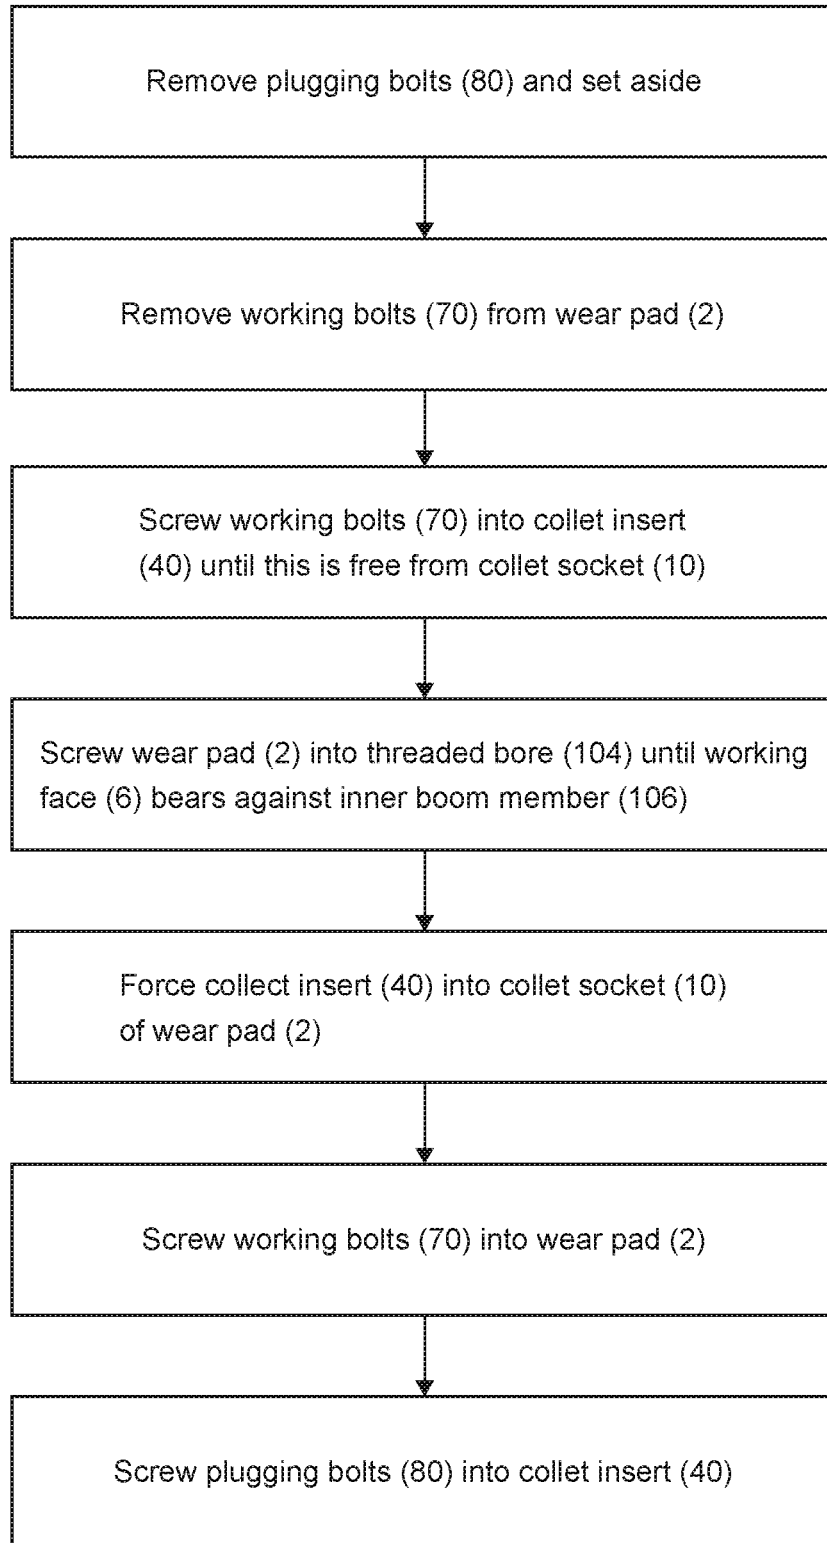 Remove plugging bolts (80) and set aside
Remove working bolts (70) from wear pad (2)
Screw working bolts (70) into collet insert
(40) until this is free from collet socket (10)
Screw wear pad (2) into threaded bore (104) until working
face (6) bears against inner boom member (106)
Force collect insert (40) into collet socket (10)
of wear pad (2)
Screw working bolts (70) into wear pad (2)
Screw plugging bolts (80) into collet insert (40)